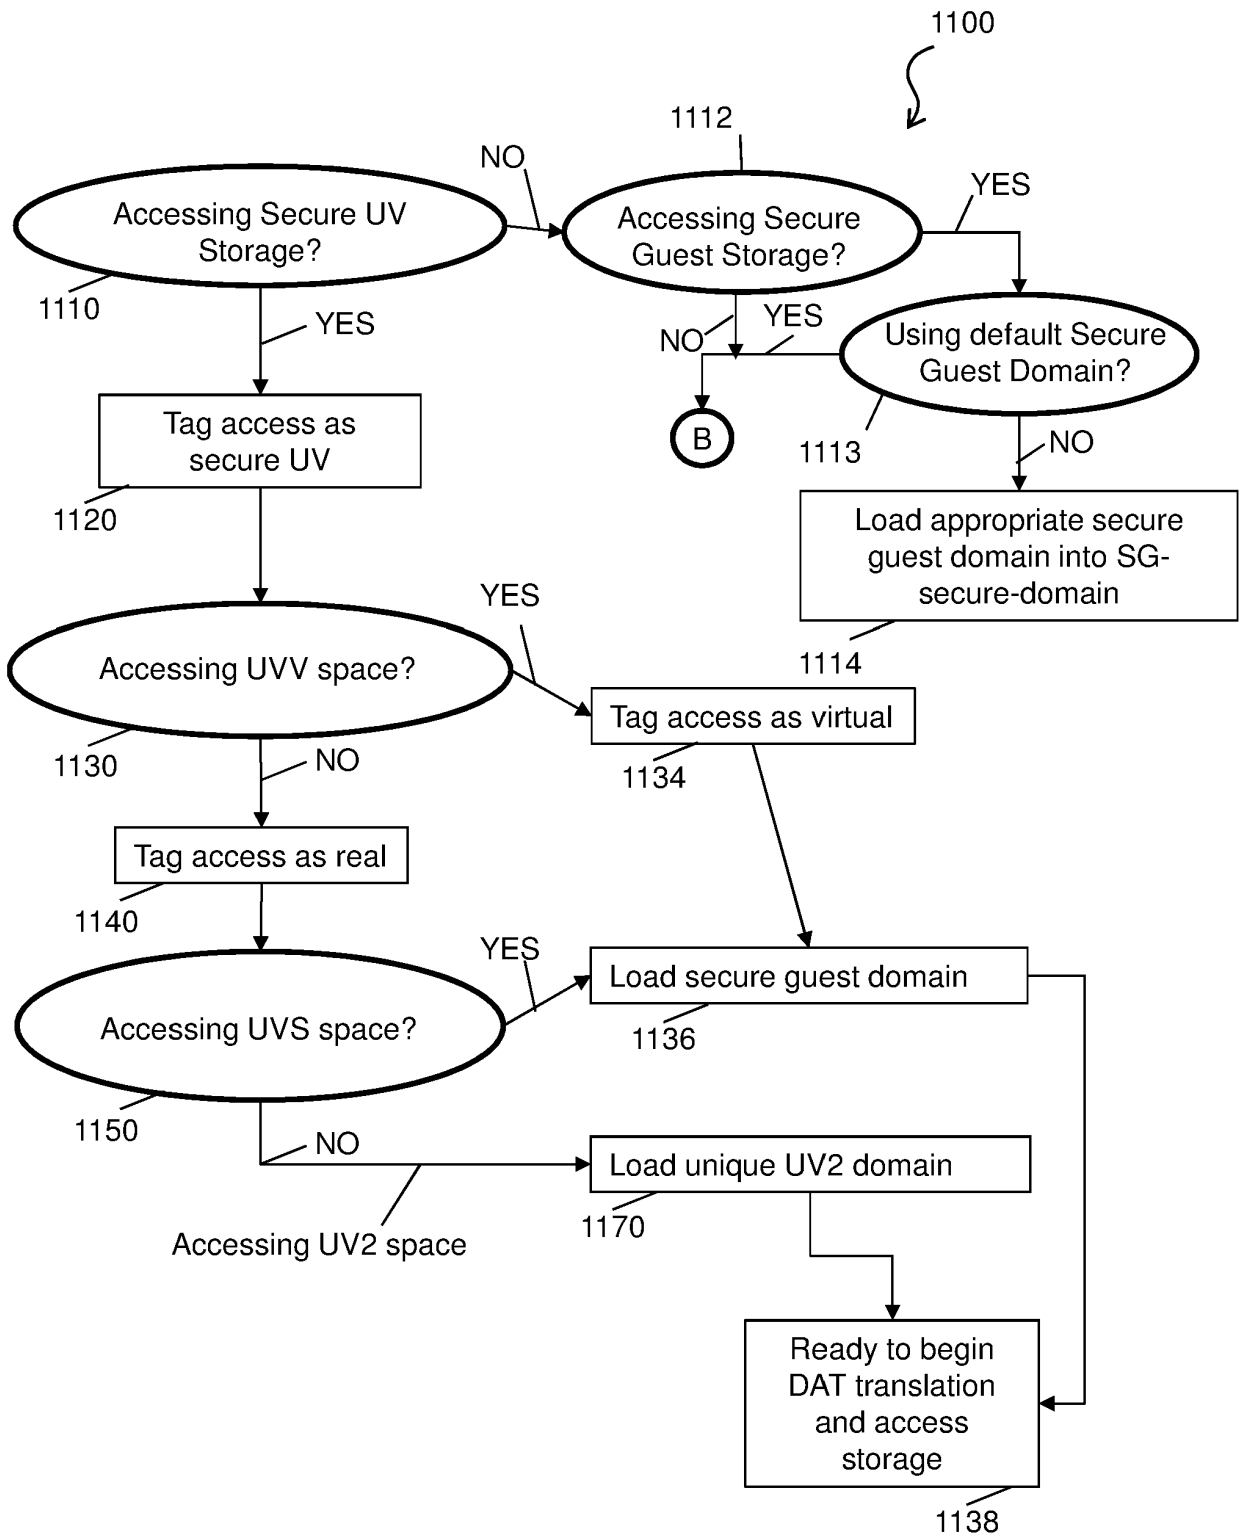 1100
1112
NO
YES
Accessing Secure UV
Storage?
Accessing Secure
Guest Storage?
1110
YES
NO
YES
Using default Secure
Guest Domain?
Tag access as
secure UV
B
1113
NO
1120
Load appropriate secure
guest domain into SG-
secure-domain
YES
1114
Accessing UVV space?
Tag access as virtual
1130
NO
1134
Tag access as real
1140
YES
Load secure guest domain
Accessing UVS space?
1136
1150
NO
Load unique UV2 domain
1170
Accessing UV2 space
Ready to begin
DAT translation
and access
storage
1138